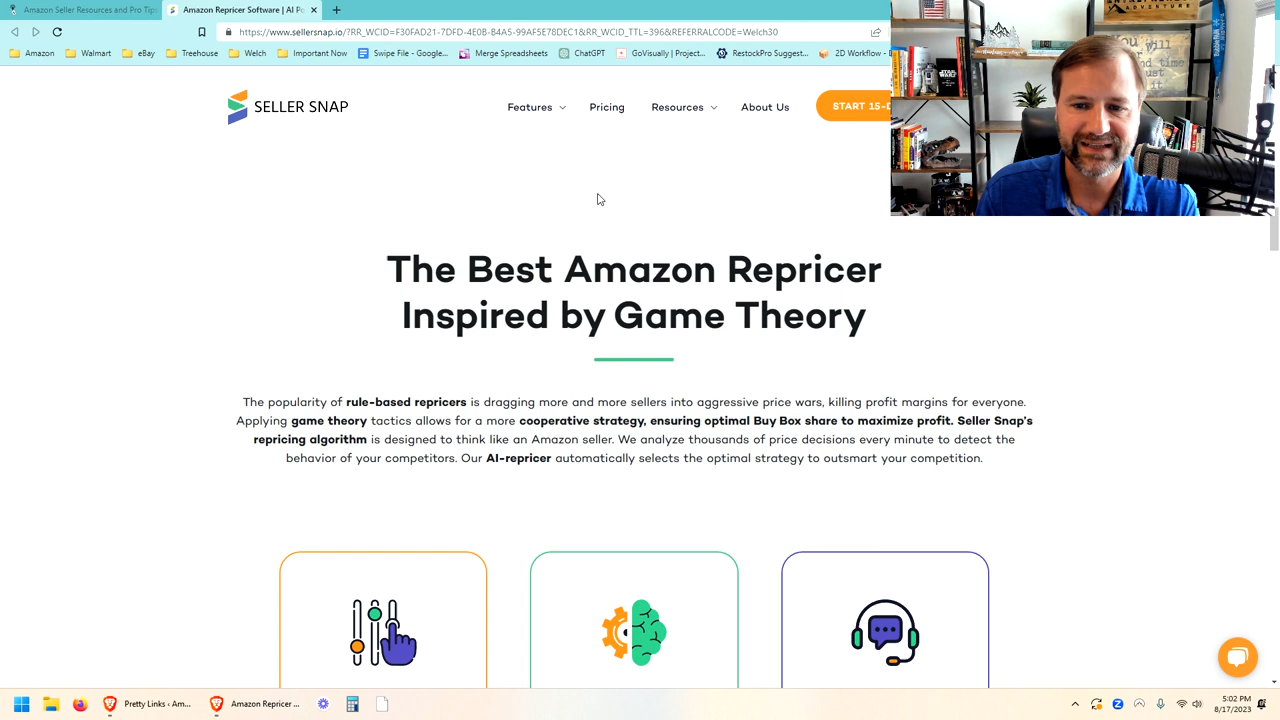 Amazon Seller Resources and Pro Tip
Amazon Repricer Software | AI Po
https://www.sellersnap.io/?RR_WCID=F306FAD21-7DFD-4E0B-B4A5-99AF5E78DEC1&RR_WCID_TTL=396&REFERRALCODE=Welch30
Amazon
Walmart
eBay
Treehouse
Welch
Important Now
Swipe File -...
Merge Spreadsheets
ChatGPT
GoVisually | Project...
RestockProSuggest...
2D Workflow - L
SELLER SNAP
Features
Pricing
Resources
About Us
START 15-D
STAR WARS
You will
The Best Amazon Repricer
Inspired by Game Theory
The popularity of rule-based repricers is dragging more and more sellers into aggressive price wars, killing profit margins for everyone.
Applying game theory tactics allows for a more cooperative strategy, ensuring optimal Buy Box share to maximize profit. Seller Snap’s
repricing algorithm is designed to think like an Amazon seller. We analyze thousands of price decisions every minute to detect the
behavior of your competitors. Our AI-repricer automatically selects the optimal strategy to outsmart your competition.
Pretty Links ‹ Am...
Amazon Repricer ...
5:02 PM
8/17/2023